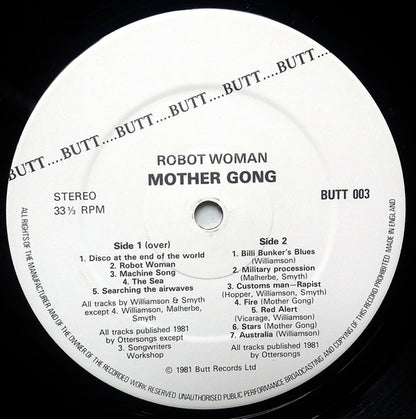 BUTT....BUTT....BUTT....BUTT....BUTT....BUTT....
ROBOT WOMAN
MOTHER GONG
STEREO
33⅓ RPM
BUTT 003
Side 1 (over)
1. Disco at the end of the world
2. Robot Woman
3. Machine Song
4. The Sea
5. Searching the airwaves
All tracks by Williamson & Smyth
except 4. Williamson, Malherbe,
Smyth
All tracks published 1981
by Ottersongs except
3. Songwriters
Workshop
Side 2
1. Billi Bunker's Blues
(Williamson)
2. Military procession
(Malherbe, Smyth)
3. Customs man—Rapist
(Hopper, Williamson, Smyth)
4. Fire (Mother Gong)
5. Red Alert
(Vicarage, Williamson)
6. Stars (Mother Gong)
7. Australia (Williamson)
All tracks published 1981
by Ottersongs
© 1981 Butt Records Ltd
ALL RIGHTS OF THE MANUFACTURER AND OF THE OWNER OF THE RECORDED WORK RESERVED. UNAUTHORISED PUBLIC PERFORMANCE BROADCASTING AND COPYING OF THIS RECORD PROHIBITED MADE IN ENGLAND